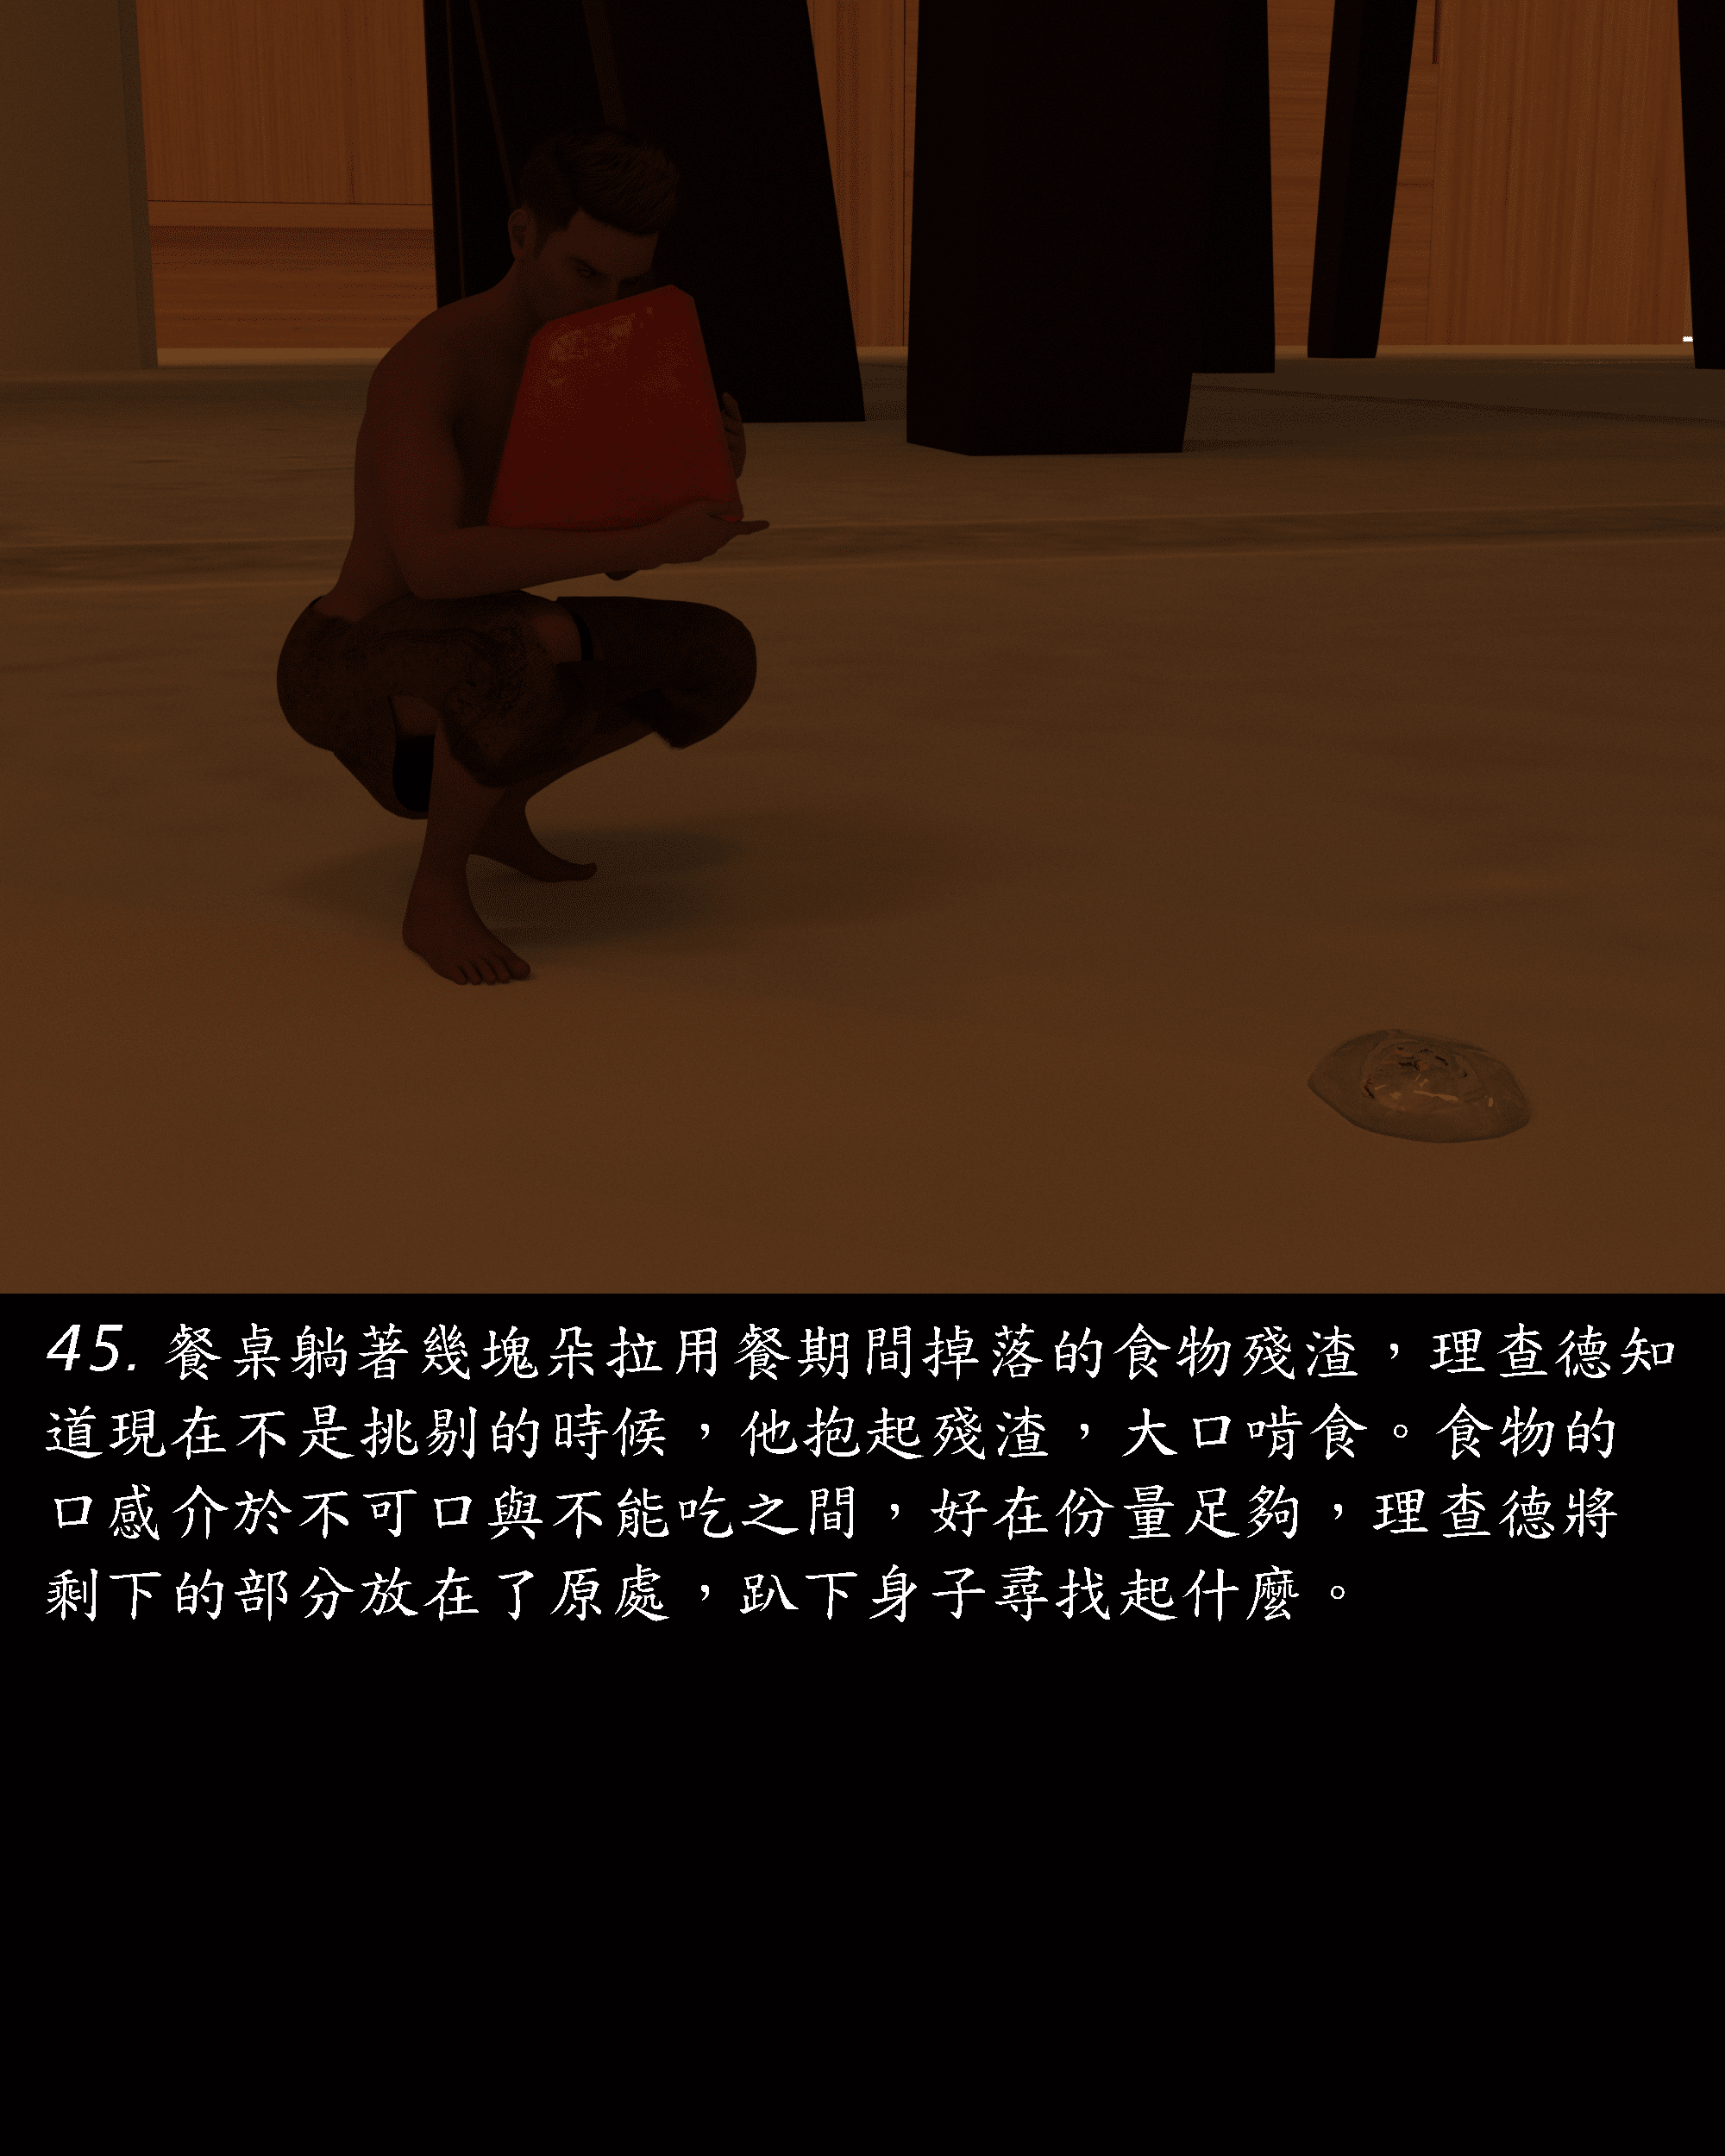 45. 餐桌躺著幾塊朵拉用餐期間掉落的食物殘渣，理查德知
道現在不是挑剔的時候，他抱起殘渣，大口啃食。食物的
口感介於不可口與不能吃之間，好在份量足夠，理查德將
剩下的部分放在了原處，趴下身子尋找起什麼。